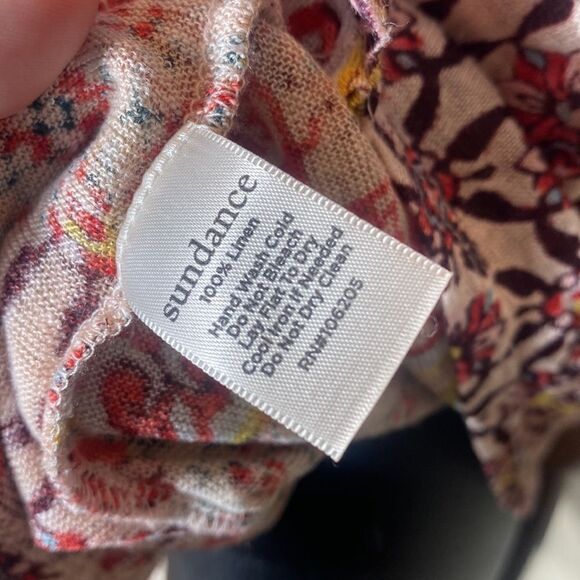 sundance
100% Linen
Hand Wash Cold
Do Not Bleach
Lay Flat To Dry
Cool Iron If Needed
Do Not Dry Clean
RN#106205